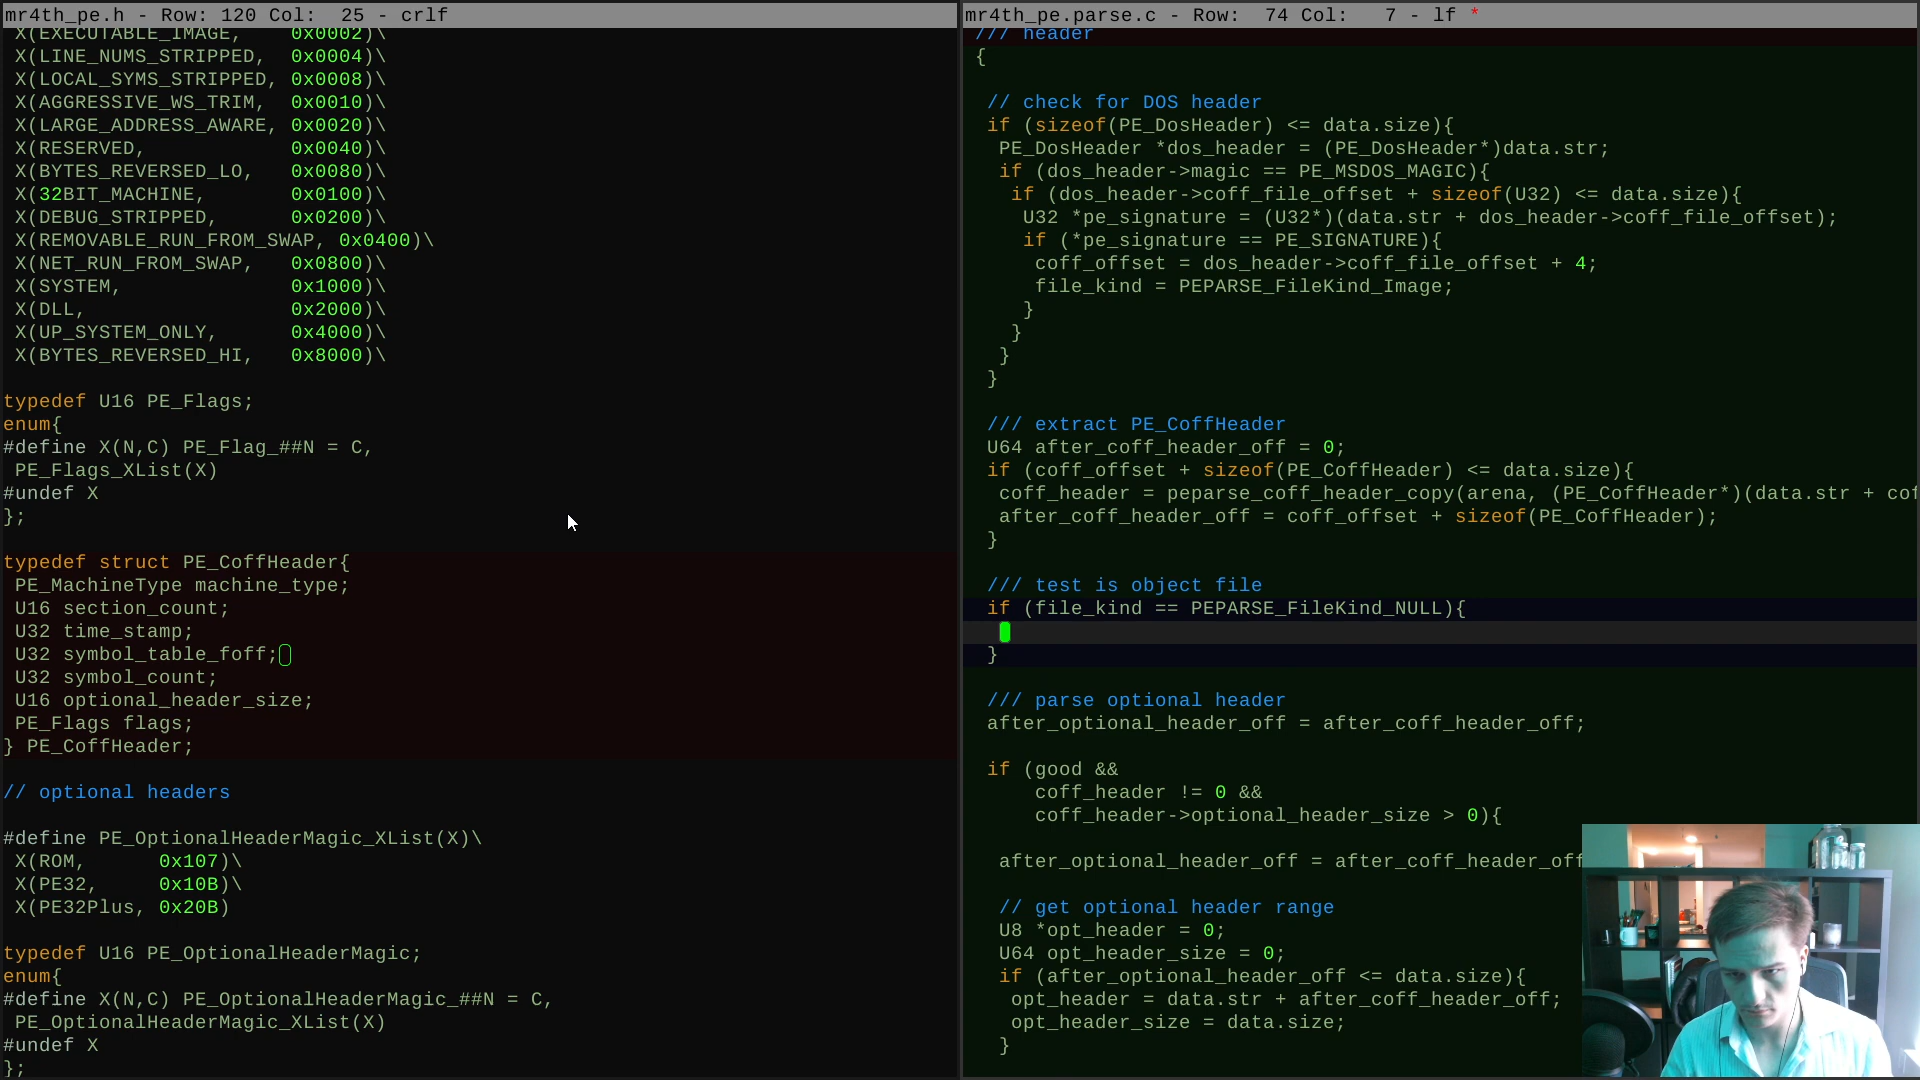 mr4th_pe.h - Row: 120 Col:  25 - crlf
X(EXECUTABLE_IMAGE,    0x0002)\
X(LINE_NUMS_STRIPPED,  0x0004)\
X(LOCAL_SYMS_STRIPPED, 0x0008)\
X(AGGRESSIVE_WS_TRIM,  0x0010)\
X(LARGE_ADDRESS_AWARE, 0x0020)\
X(RESERVED,            0x0040)\
X(BYTES_REVERSED_LO,   0x0080)\
X(32BIT_MACHINE,       0x0100)\
X(DEBUG_STRIPPED,      0x0200)\
X(REMOVABLE_RUN_FROM_SWAP, 0x0400)\
X(NET_RUN_FROM_SWAP,   0x0800)\
X(SYSTEM,              0x1000)\
X(DLL,                 0x2000)\
X(UP_SYSTEM_ONLY,      0x4000)\
X(BYTES_REVERSED_HI,   0x8000)\
typedef U16 PE_Flags;
enum{
#define X(N,C) PE_Flag_##N = C,
PE_Flags_XList(X)
#undef X
};
typedef struct PE_CoffHeader{
PE_MachineType machine_type;
U16 section_count;
U32 time_stamp;
U32 symbol_table_foff;
U32 symbol_count;
U16 optional_header_size;
PE_Flags flags;
} PE_CoffHeader;
// optional headers
#define PE_OptionalHeaderMagic_XList(X)\
X(ROM,      0x107)\
X(PE32,     0x10B)\
X(PE32Plus, 0x20B)
typedef U16 PE_OptionalHeaderMagic;
enum{
#define X(N,C) PE_OptionalHeaderMagic_##N = C,
PE_OptionalHeaderMagic_XList(X)
#undef X
};
mr4th_pe.parse.c - Row:  74 Col:   7 - lf *
/// header
{
// check for DOS header
if (sizeof(PE_DosHeader) <= data.size){
PE_DosHeader *dos_header = (PE_DosHeader*)data.str;
if (dos_header->magic == PE_MSDOS_MAGIC){
if (dos_header->coff_file_offset + sizeof(U32) <= data.size){
U32 *pe_signature = (U32*)(data.str + dos_header->coff_file_offset);
if (*pe_signature == PE_SIGNATURE){
coff_offset = dos_header->coff_file_offset + 4;
file_kind = PEPARSE_FileKind_Image;
}
}
}
}
/// extract PE_CoffHeader
U64 after_coff_header_off = 0;
if (coff_offset + sizeof(PE_CoffHeader) <= data.size){
coff_header = peparse_coff_header_copy(arena, (PE_CoffHeader*)(data.str + cof
after_coff_header_off = coff_offset + sizeof(PE_CoffHeader);
}
/// test is object file
if (file_kind == PEPARSE_FileKind_NULL){
}
/// parse optional header
after_optional_header_off = after_coff_header_off;
if (good &&
coff_header != 0 &&
coff_header->optional_header_size > 0){
after_optional_header_off = after_coff_header_off
// get optional header range
U8 *opt_header = 0;
U64 opt_header_size = 0;
if (after_optional_header_off <= data.size){
opt_header = data.str + after_coff_header_off;
opt_header_size = data.size;
}